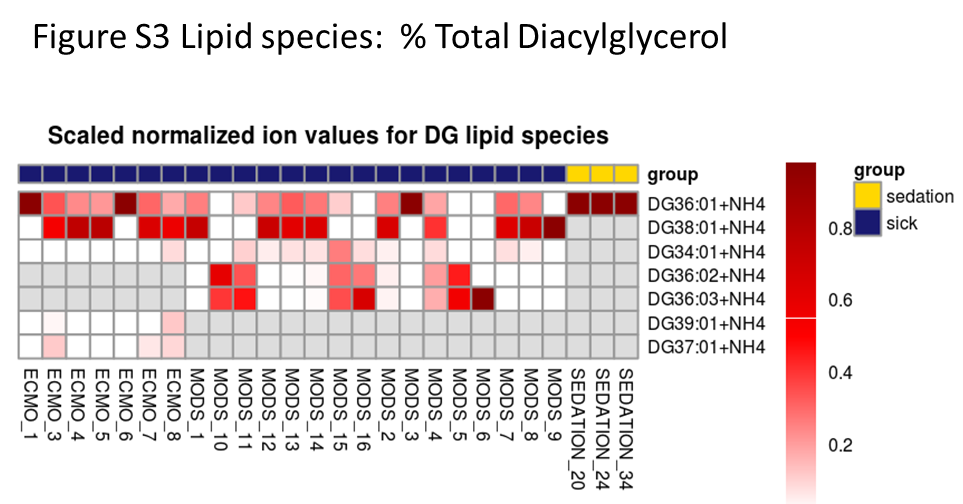 Figure S3 Lipid species:  % Total Diacylglycerol
Scaled normalized ion values for DG lipid species
group
DG36:01+NH4
DG38:01+NH4
DG34:01+NH4
DG36:02+NH4
DG36:03+NH4
DG39:01+NH4
DG37:01+NH4
ECMO_1
ECMO_3
ECMO_4
ECMO_5
ECMO_6
ECMO_7
ECMO_8
MODS_1
MODS_10
MODS_11
MODS_12
MODS_13
MODS_14
MODS_15
MODS_16
MODS_2
MODS_3
MODS_4
MODS_5
MODS_6
MODS_7
MODS_8
MODS_9
SEDATION_20
SEDATION_24
SEDATION_34
0.8
0.6
0.4
0.2
group
sedation
sick